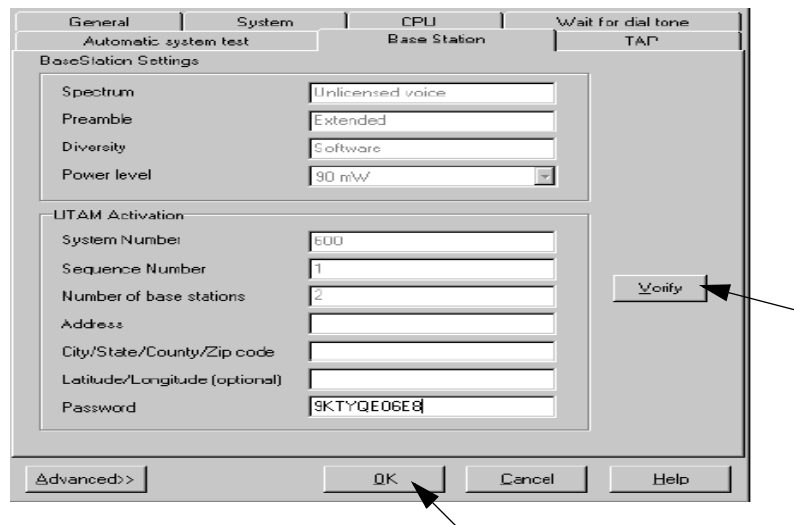 General System CPU Wait for dial tone
Automatic system test Base Station TAP
BaseStation Settings
Spectrum Unlicensed voice
Preamble Extended
Diversity Software
Power level 90 mW
UTAM Activation
System Number 600
Sequence Number 1
Number of base stations 2
Address
City/State/County/Zip code
Latitude/Longitude (optional)
Password 9KTYQE06E8
Verify
Advanced>> OK Cancel Help